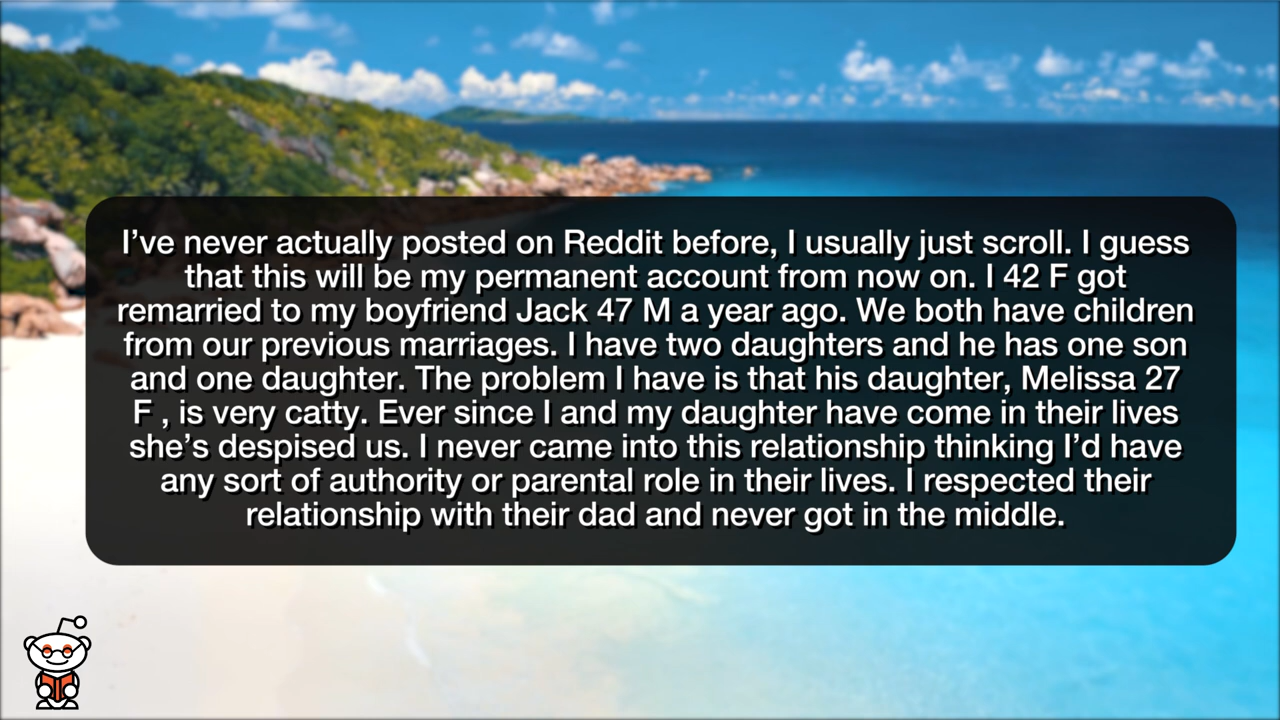 I’ve never actually posted on Reddit before, I usually just scroll. I guess
that this will be my permanent account from now on. I 42 F got
remarried to my boyfriend Jack 47 M a year ago. We both have children
from our previous marriages. I have two daughters and he has one son
and one daughter. The problem I have is that his daughter, Melissa 27
F , is very catty. Ever since I and my daughter have come in their lives
she’s despised us. I never came into this relationship thinking I’d have
any sort of authority or parental role in their lives. I respected their
relationship with their dad and never got in the middle.